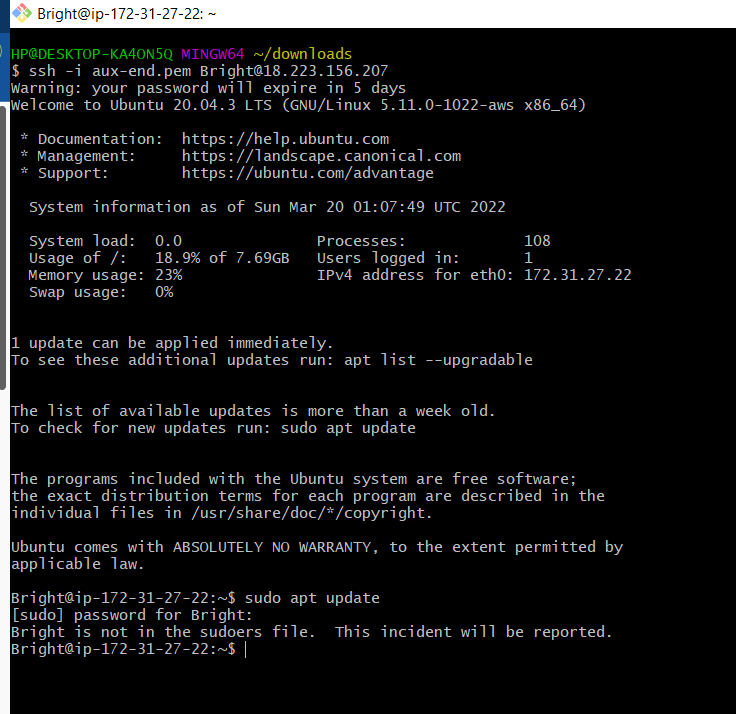 Bright@ip-172-31-27-22: ~
HP@DESKTOP-KA4ON5Q MINGW64 ~/downloads
$ ssh -i aux-end.pem Bright@18.223.156.207
Warning: your password will expire in 5 days
Welcome to Ubuntu 20.04.3 LTS (GNU/Linux 5.11.0-1022-aws x86_64)
* Documentation:  https://help.ubuntu.com
* Management:     https://landscape.canonical.com
* Support:        https://ubuntu.com/advantage
System information as of Sun Mar 20 01:07:49 UTC 2022
System load:  0.0                Processes:             108
Usage of /:   18.9% of 7.69GB   Users logged in:       1
Memory usage: 23%                IPv4 address for eth0: 172.31.27.22
Swap usage:   0%
1 update can be applied immediately.
To see these additional updates run: apt list --upgradable
The list of available updates is more than a week old.
To check for new updates run: sudo apt update
The programs included with the Ubuntu system are free software;
the exact distribution terms for each program are described in the
individual files in /usr/share/doc/*/copyright.
Ubuntu comes with ABSOLUTELY NO WARRANTY, to the extent permitted by
applicable law.
Bright@ip-172-31-27-22:~$ sudo apt update
[sudo] password for Bright:
Bright is not in the sudoers file.  This incident will be reported.
Bright@ip-172-31-27-22:~$